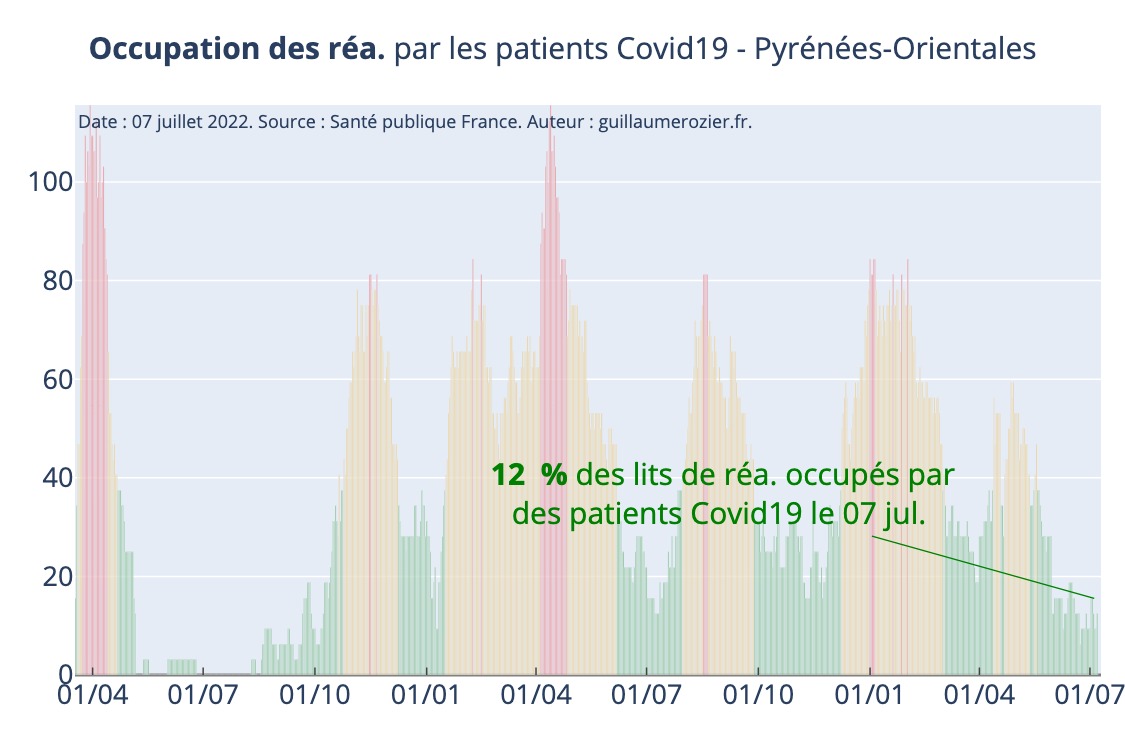 Occupation des réa. par les patients Covid19 - Pyrénées-Orientales
Date : 07 juillet 2022. Source : Santé publique France. Auteur : guillaumerozier.fr.
100
80
60
40
20
0
12 % des lits de réa. occupés par
des patients Covid19 le 07 jul.
01/04 01/07 01/10 01/01 01/04 01/07 01/10 01/01 01/04 01/07